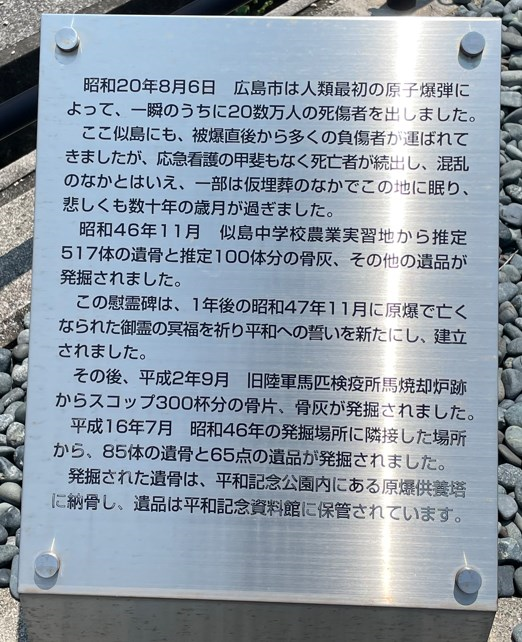 昭和20年8月6日　広島市は人類最初の原子爆弾に
よって、一瞬のうちに20数万人の死傷者を出しました。
ここ似島にも、被爆直後から多くの負傷者が運ばれて
きましたが、応急看護の甲斐もなく死亡者が続出し、混乱
のなかとはいえ、一部は仮埋葬のなかでこの地に眠り、
悲しくも数十年の歳月が過ぎました。
昭和46年11月　似島中学校農業実習地から推定
517体の遺骨と推定100体分の骨灰、その他の遺品が
発掘されました。
この慰霊碑は、1年後の昭和47年11月に原爆で亡く
なられた御霊の冥福を祈り平和への誓いを新たにし、建立
されました。
その後、平成2年9月　旧陸軍馬匹検疫所馬焼却炉跡
からスコップ300杯分の骨片、骨灰が発掘されました。
平成16年7月　昭和46年の発掘場所に隣接した場所
から、85体の遺骨と65点の遺品が発掘されました。
発掘された遺骨は、平和記念公園内にある原爆供養塔
に納骨し、遺品は平和記念資料館に保管されています。